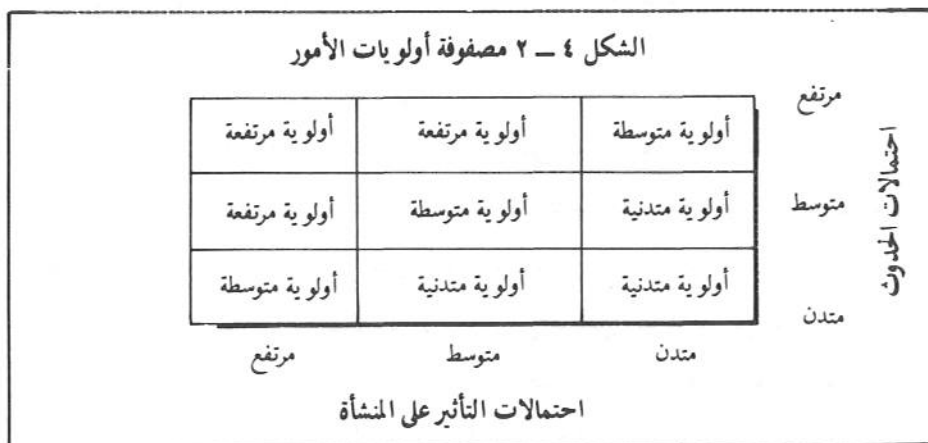 الشكل ٤ – ٢ مصفوفة أولويات الأمور
مرتفع
أولوية متوسطة أولوية مرتفعة أولوية مرتفعة
متوسط
أولوية متدنية أولوية متوسطة أولوية مرتفعة
أولوية متدنية أولوية متدنية أولوية متوسطة
متدن
احتمالات الحدوث
متدن متوسط مرتفع
احتمالات التأثير على المنشأة